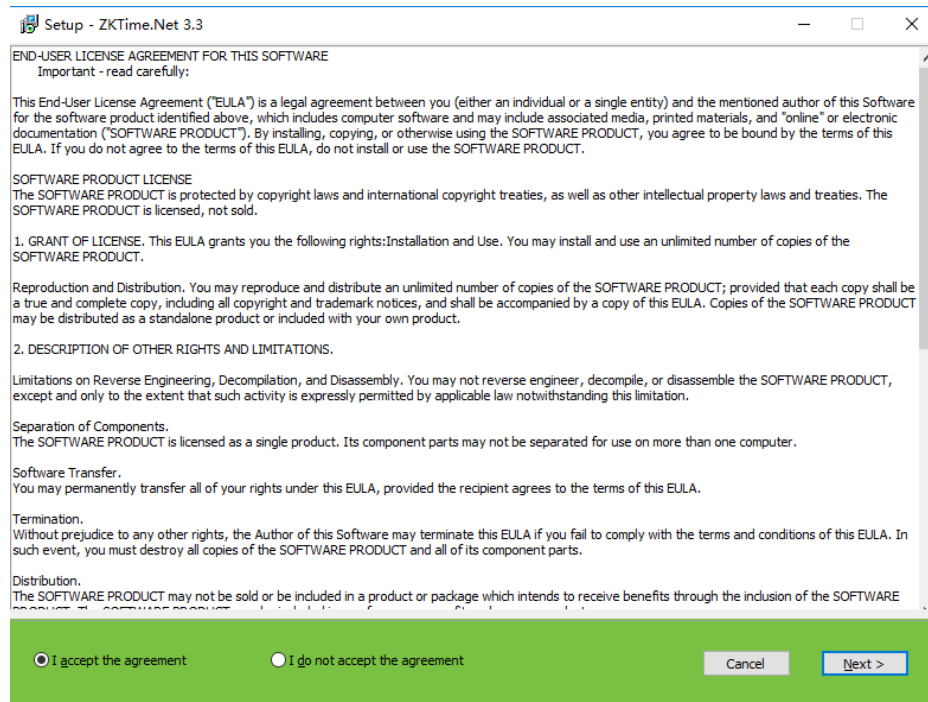 Setup - ZKTime.Net 3.3
END-USER LICENSE AGREEMENT FOR THIS SOFTWARE
Important - read carefully:
This End-User License Agreement ("EULA") is a legal agreement between you (either an individual or a single entity) and the mentioned author of this Software
for the software product identified above, which includes computer software and may include associated media, printed materials, and "online" or electronic
documentation ("SOFTWARE PRODUCT"). By installing, copying, or otherwise using the SOFTWARE PRODUCT, you agree to be bound by the terms of this
EULA. If you do not agree to the terms of this EULA, do not install or use the SOFTWARE PRODUCT.
SOFTWARE PRODUCT LICENSE
The SOFTWARE PRODUCT is protected by copyright laws and international copyright treaties, as well as other intellectual property laws and treaties. The
SOFTWARE PRODUCT is licensed, not sold.
1. GRANT OF LICENSE. This EULA grants you the following rights:Installation and Use. You may install and use an unlimited number of copies of the
SOFTWARE PRODUCT.
Reproduction and Distribution. You may reproduce and distribute an unlimited number of copies of the SOFTWARE PRODUCT; provided that each copy shall be
a true and complete copy, including all copyright and trademark notices, and shall be accompanied by a copy of this EULA. Copies of the SOFTWARE PRODUCT
may be distributed as a standalone product or included with your own product.
2. DESCRIPTION OF OTHER RIGHTS AND LIMITATIONS.
Limitations on Reverse Engineering, Decompilation, and Disassembly. You may not reverse engineer, decompile, or disassemble the SOFTWARE PRODUCT,
except and only to the extent that such activity is expressly permitted by applicable law notwithstanding this limitation.
Separation of Components.
The SOFTWARE PRODUCT is licensed as a single product. Its component parts may not be separated for use on more than one computer.
Software Transfer.
You may permanently transfer all of your rights under this EULA, provided the recipient agrees to the terms of this EULA.
Termination.
Without prejudice to any other rights, the Author of this Software may terminate this EULA if you fail to comply with the terms and conditions of this EULA. In
such event, you must destroy all copies of the SOFTWARE PRODUCT and all of its component parts.
Distribution.
The SOFTWARE PRODUCT may not be sold or be included in a product or package which intends to receive benefits through the inclusion of the SOFTWARE
I accept the agreement
I do not accept the agreement
Cancel
Next >